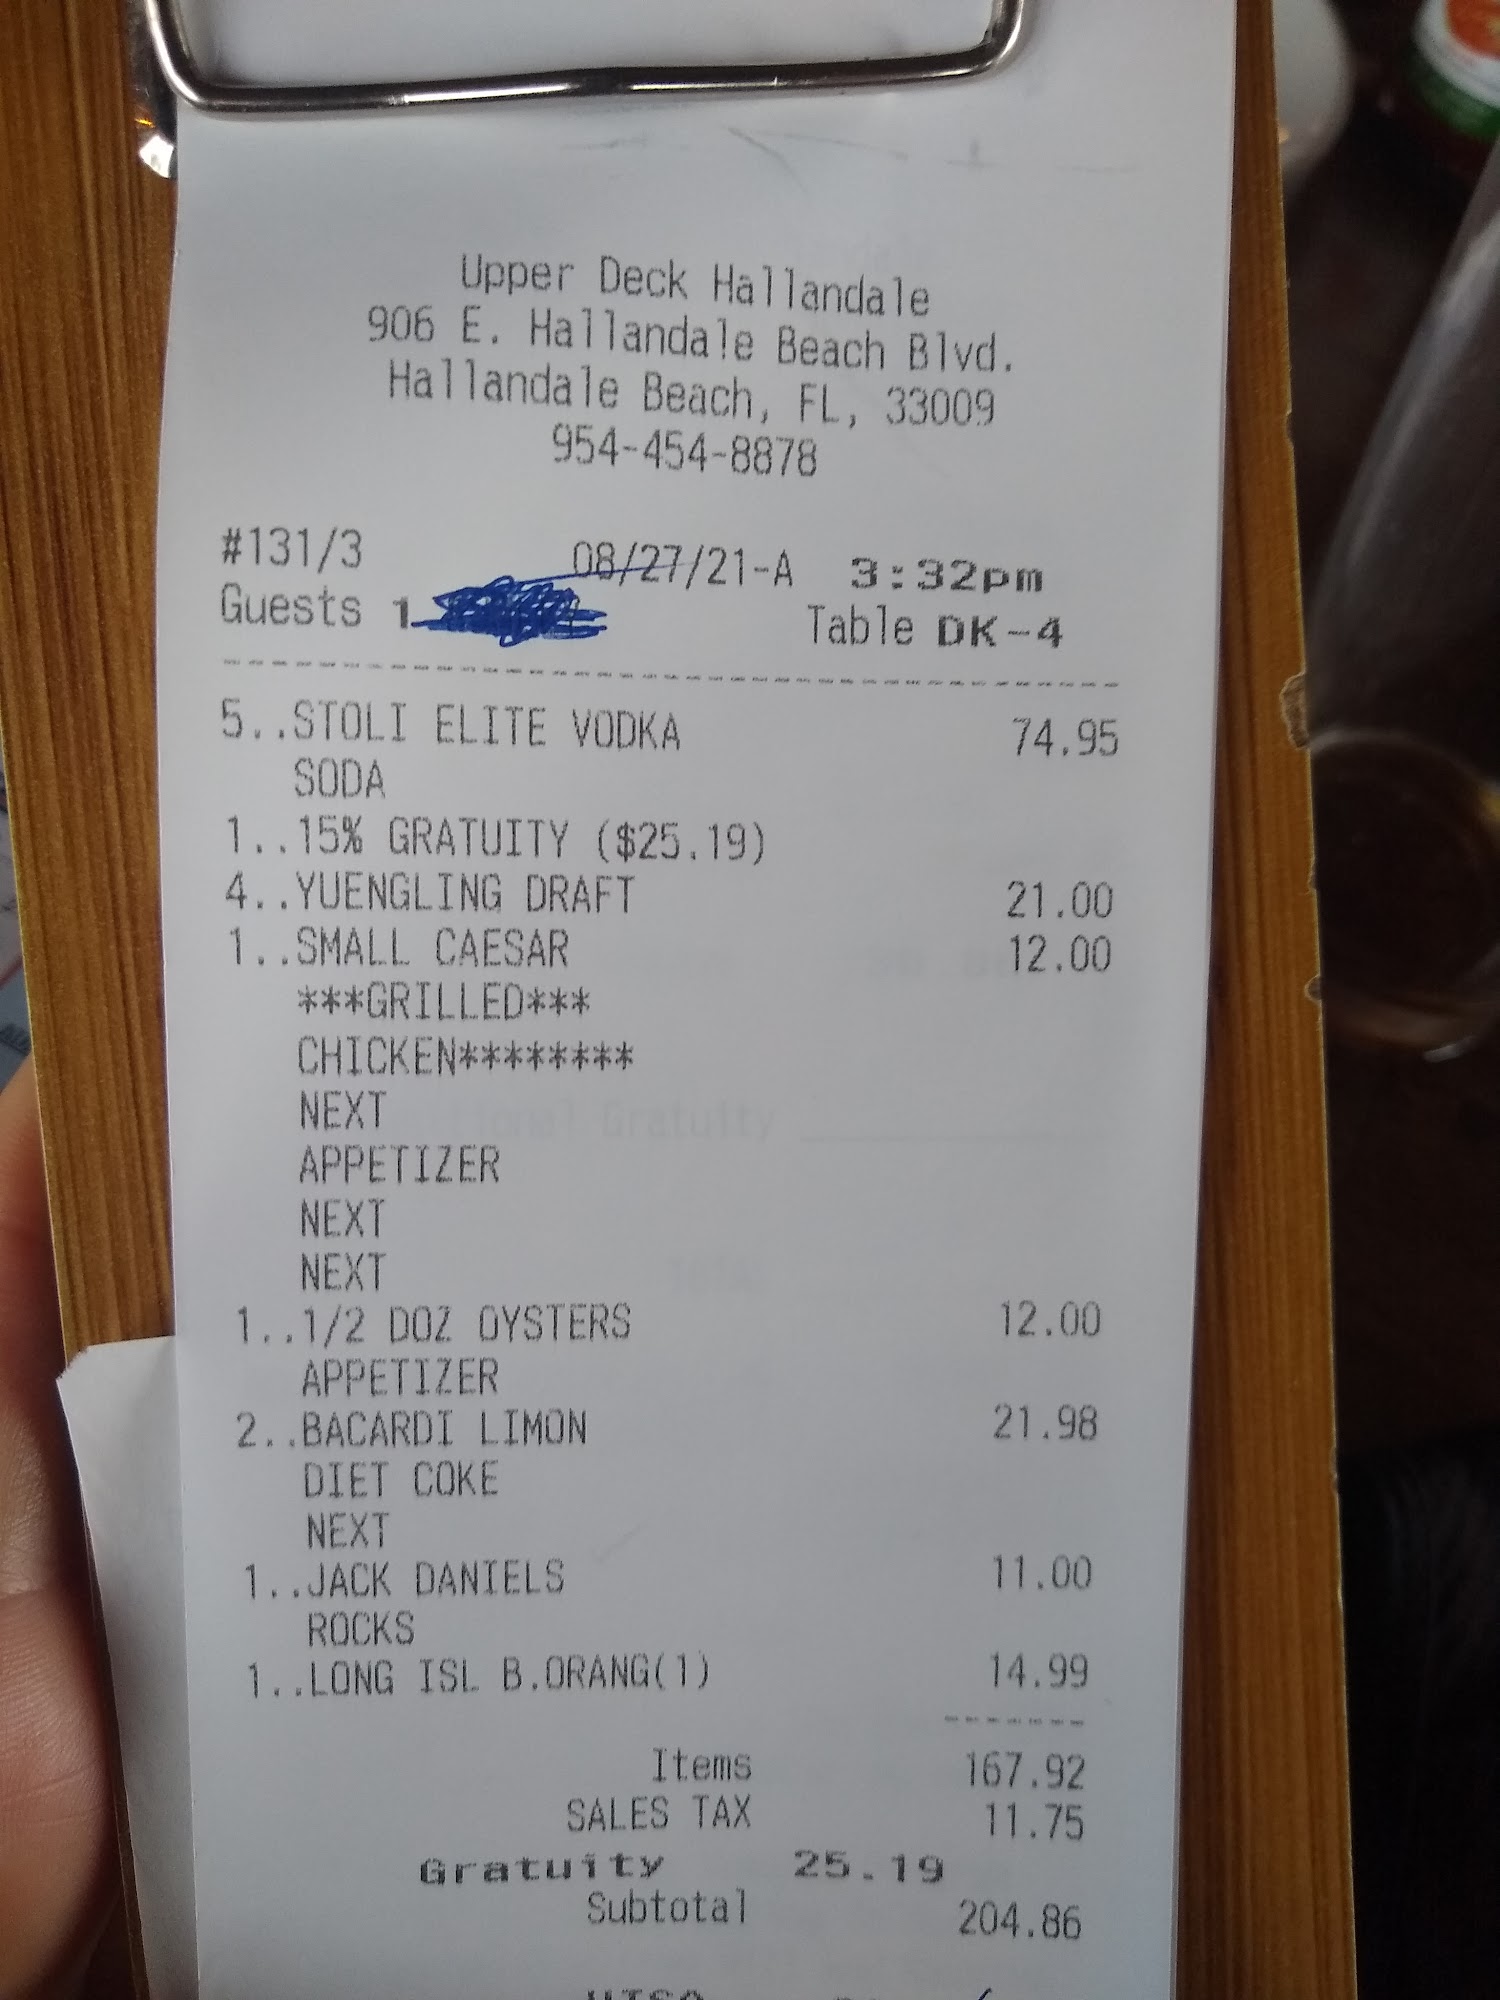 Upper Deck Hallandale
906 E. Hallandale Beach Blvd.
Hallandale Beach, FL, 33009
954-454-8878
#131/3 08/27/21-A 3:32pm
Guests 1 Table DK-4
5..STOLI ELITE VODKA 74.95
SODA
1..15% GRATUITY ($25.19)
4..YUENGLING DRAFT 21.00
1..SMALL CAESAR 12.00
***GRILLED***
CHICKEN********
NEXT
APPETIZER
NEXT
NEXT
1..1/2 DOZ OYSTERS 12.00
APPETIZER
2..BACARDI LIMON 21.98
DIET COKE
NEXT
1..JACK DANIELS 11.00
ROCKS
1..LONG ISL B.ORANG(1) 14.99
Items 167.92
SALES TAX 11.75
Gratuity 25.19
Subtotal 204.86